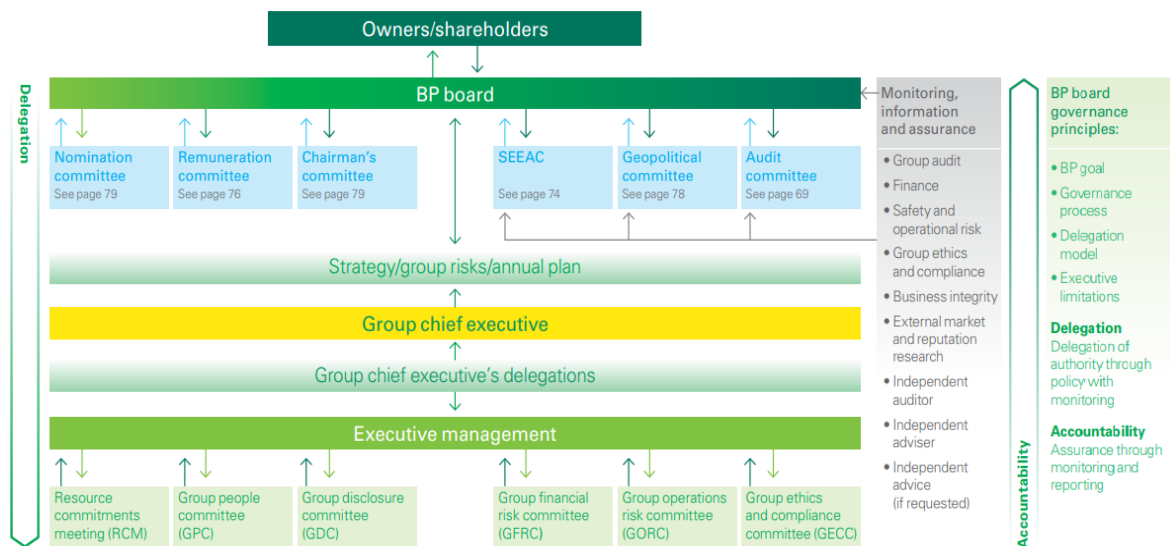 Owners/shareholders
Delegation
BP board
Nomination
committee
See page 79
Remuneration
committee
See page 76
Chairman's
committee
See page 79
SEEAC
See page 74
Geopolitical
committee
See page 78
Audit
committee
See page 69
Strategy/group risks/annual plan
Group chief executive
Group chief executive's delegations
Executive management
Resource
commitments
meeting (RCM)
Group people
committee
(GPC)
Group disclosure
committee
(GDC)
Group financial
risk committee
(GFRC)
Group operations
risk committee
(GORC)
Group ethics
and compliance
committee (GECC)
Monitoring,
information
and assurance
• Group audit
• Finance
• Safety and
operational risk
• Group ethics
and compliance
• Business integrity
• External market
and reputation
research
• Independent
auditor
• Independent
adviser
• Independent
advice
(if requested)
Accountability
BP board
governance
principles:
• BP goal
• Governance
process
• Delegation
model
• Executive
limitations
Delegation
Delegation of
authority through
policy with
monitoring
Accountability
Assurance through
monitoring and
reporting